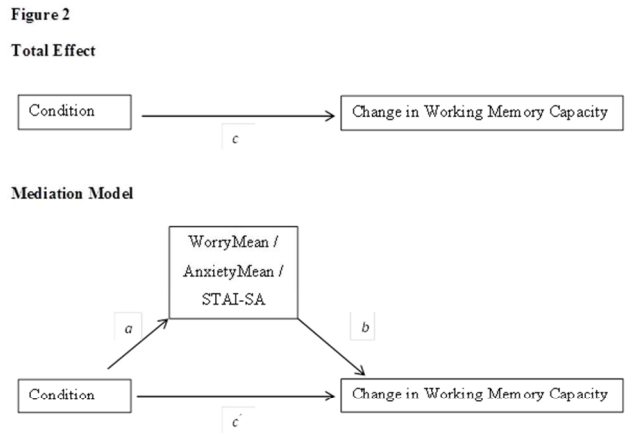 Figure 2
Total Effect
Condition
Change in Working Memory Capacity
c
Mediation Model
WorryMean /
AnxietyMean /
STAI-SA
a
b
Condition
Change in Working Memory Capacity
c′